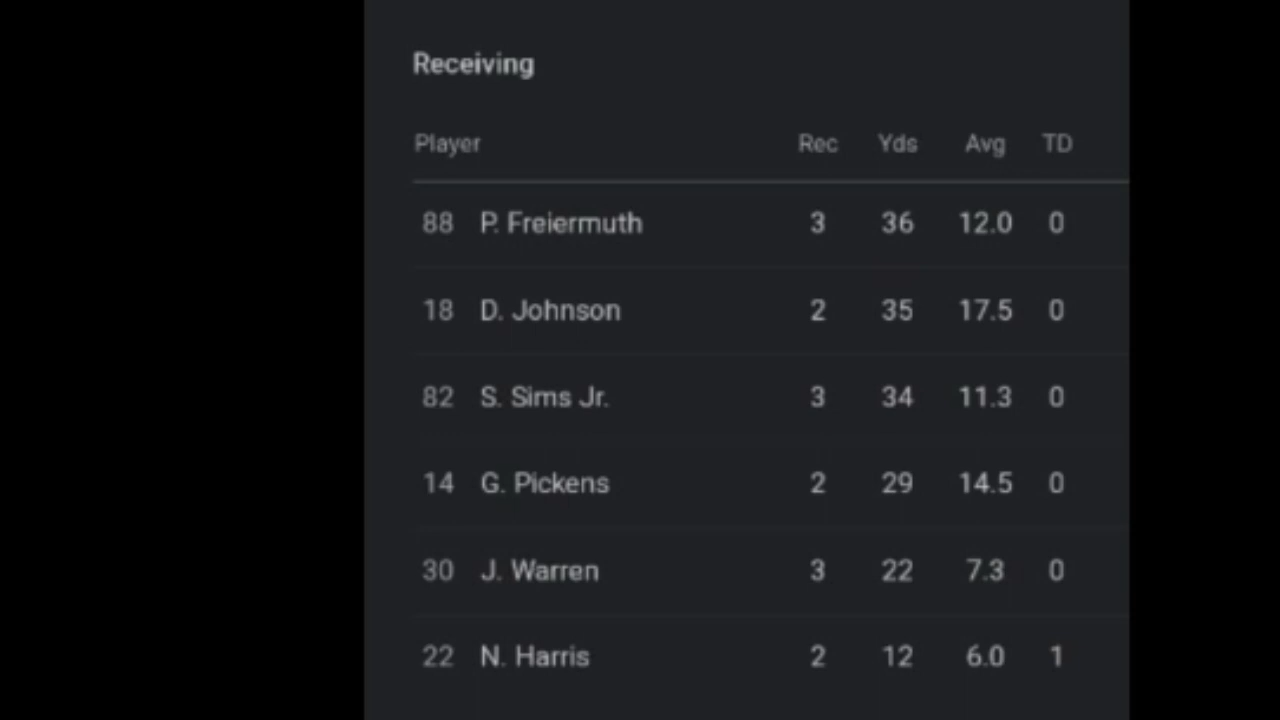 Receiving
Player Rec Yds Avg TD
88 P. Freiermuth 3 36 12.0 0
18 D. Johnson 2 35 17.5 0
82 S. Sims Jr. 3 34 11.3 0
14 G. Pickens 2 29 14.5 0
30 J. Warren 3 22 7.3 0
22 N. Harris 2 12 6.0 1